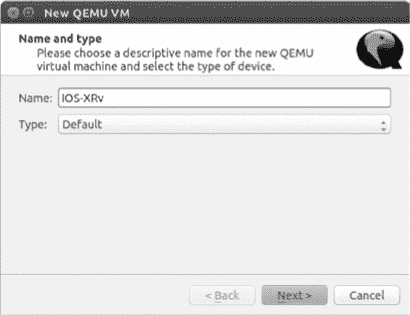 New QEMU VM
Name and type
Please choose a descriptive name for the new QEMU
virtual machine and select the type of device.
Name: IOS-XRv
Type: Default
< Back Next > Cancel